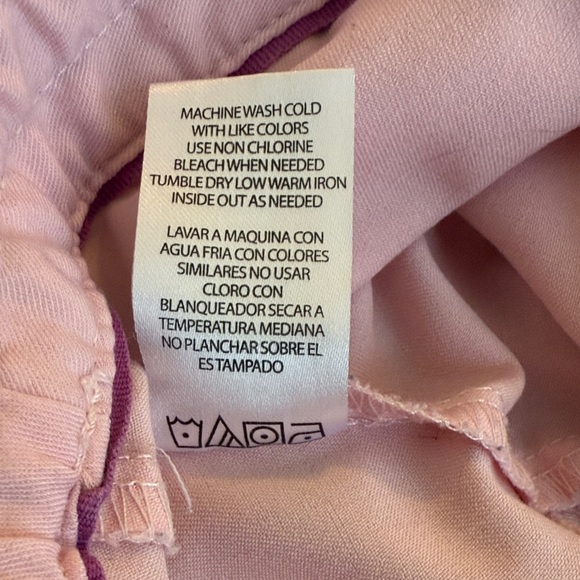 MACHINE WASH COLD
WITH LIKE COLORS
USE NON CHLORINE
BLEACH WHEN NEEDED
TUMBLE DRY LOW WARM IRON
INSIDE OUT AS NEEDED
LAVAR A MAQUINA CON
AGUA FRIA CON COLORES
SIMILARES NO USAR
CLORO CON
BLANQUEADOR SECAR A
TEMPERATURA MEDIANA
NO PLANCHAR SOBRE EL
ESTAMPADO